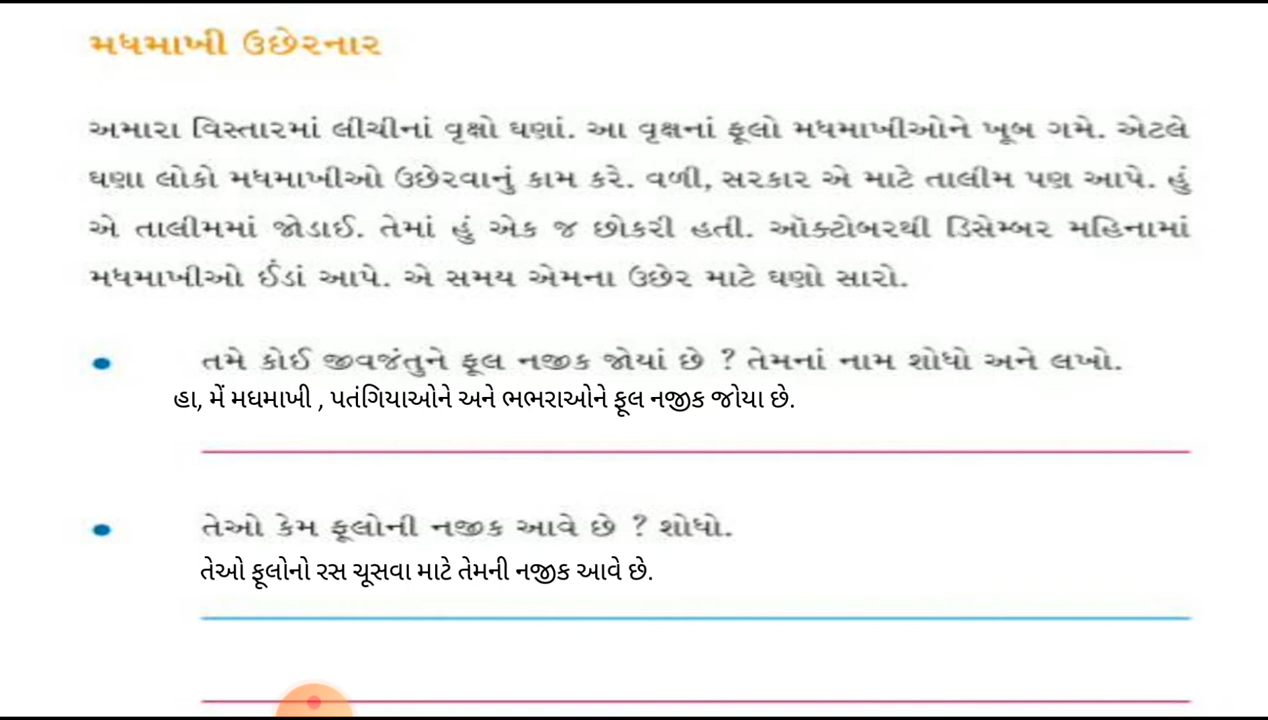 મધમાખી ઉછેરનાર
અમારા વિસ્તારમાં લીચીનાં વૃક્ષો ઘણાં. આ વૃક્ષનાં ફૂલો મધમાખીઓને ખૂબ ગમે. એટલે
ઘણા લોકો મધમાખીઓ ઉછેરવાનું કામ કરે. વળી, સરકાર એ માટે તાલીમ પણ આપે. હું
એ તાલીમમાં જોડાઈ. તેમાં હું એક જ છોકરી હતી. ઑક્ટોબરથી ડિસેમ્બર મહિનામાં
મધમાખીઓ ઈંડાં આપે. એ સમય એમના ઉછેર માટે ઘણો સારો.
• તમે કોઈ જીવજંતુને ફૂલ નજીક જોયાં છે ? તેમનાં નામ શોધો અને લખો.
હા, મેં મધમાખી , પતંગિયાઓને અને ભભરાઓને ફૂલ નજીક જોયા છે.
• તેઓ કેમ ફૂલોની નજીક આવે છે ? શોધો.
તેઓ ફૂલોનો રસ ચૂસવા માટે તેમની નજીક આવે છે.